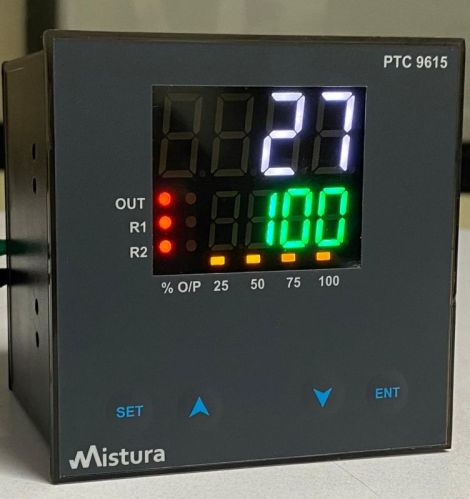 PTC 9615
27
100
OUT
R1
R2
% O/P 25 50 75 100
SET
ENT
Mistura